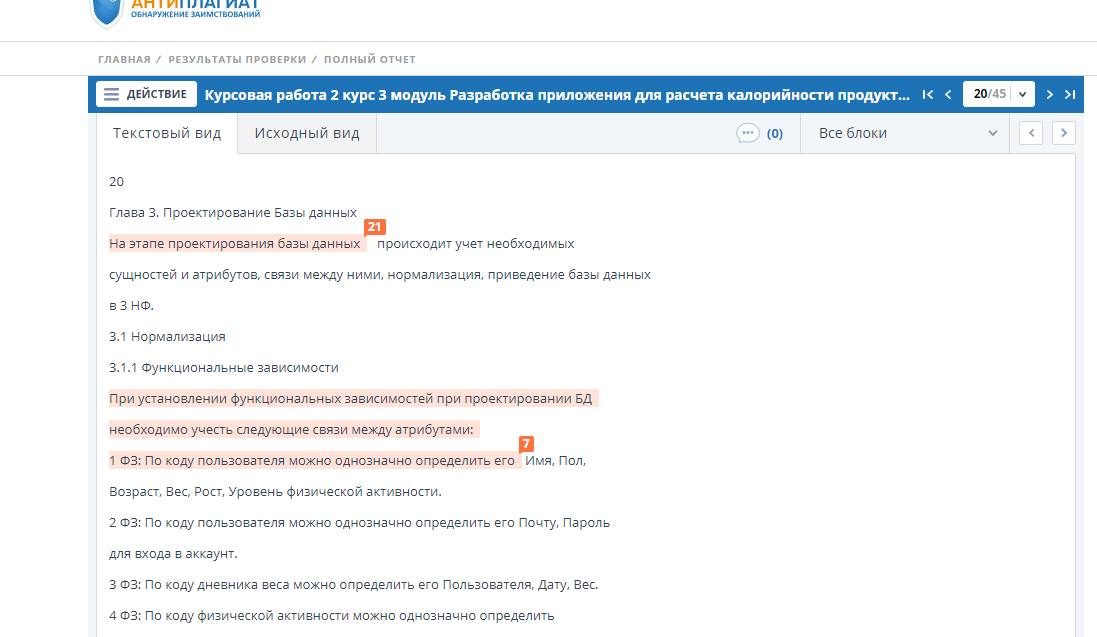 АНТИПЛАГИАТ
ОБНАРУЖЕНИЕ ЗАИМСТВОВАНИЙ
ГЛАВНАЯ / РЕЗУЛЬТАТЫ ПРОВЕРКИ / ПОЛНЫЙ ОТЧЕТ
ДЕЙСТВИЕ Курсовая работа 2 курс 3 модуль Разработка приложения для расчета калорийности продукт... 20/45
Текстовый вид Исходный вид (0) Все блоки
20
Глава 3. Проектирование Базы данных
21
На этапе проектирования базы данных происходит учет необходимых
сущностей и атрибутов, связи между ними, нормализация, приведение базы данных
в 3 НФ.
3.1 Нормализация
3.1.1 Функциональные зависимости
При установлении функциональных зависимостей при проектировании БД
необходимо учесть следующие связи между атрибутами:
7
1 ФЗ: По коду пользователя можно однозначно определить его Имя, Пол,
Возраст, Вес, Рост, Уровень физической активности.
2 ФЗ: По коду пользователя можно однозначно определить его Почту, Пароль
для входа в аккаунт.
3 ФЗ: По коду дневника веса можно определить его Пользователя, Дату, Вес.
4 ФЗ: По коду физической активности можно однозначно определить